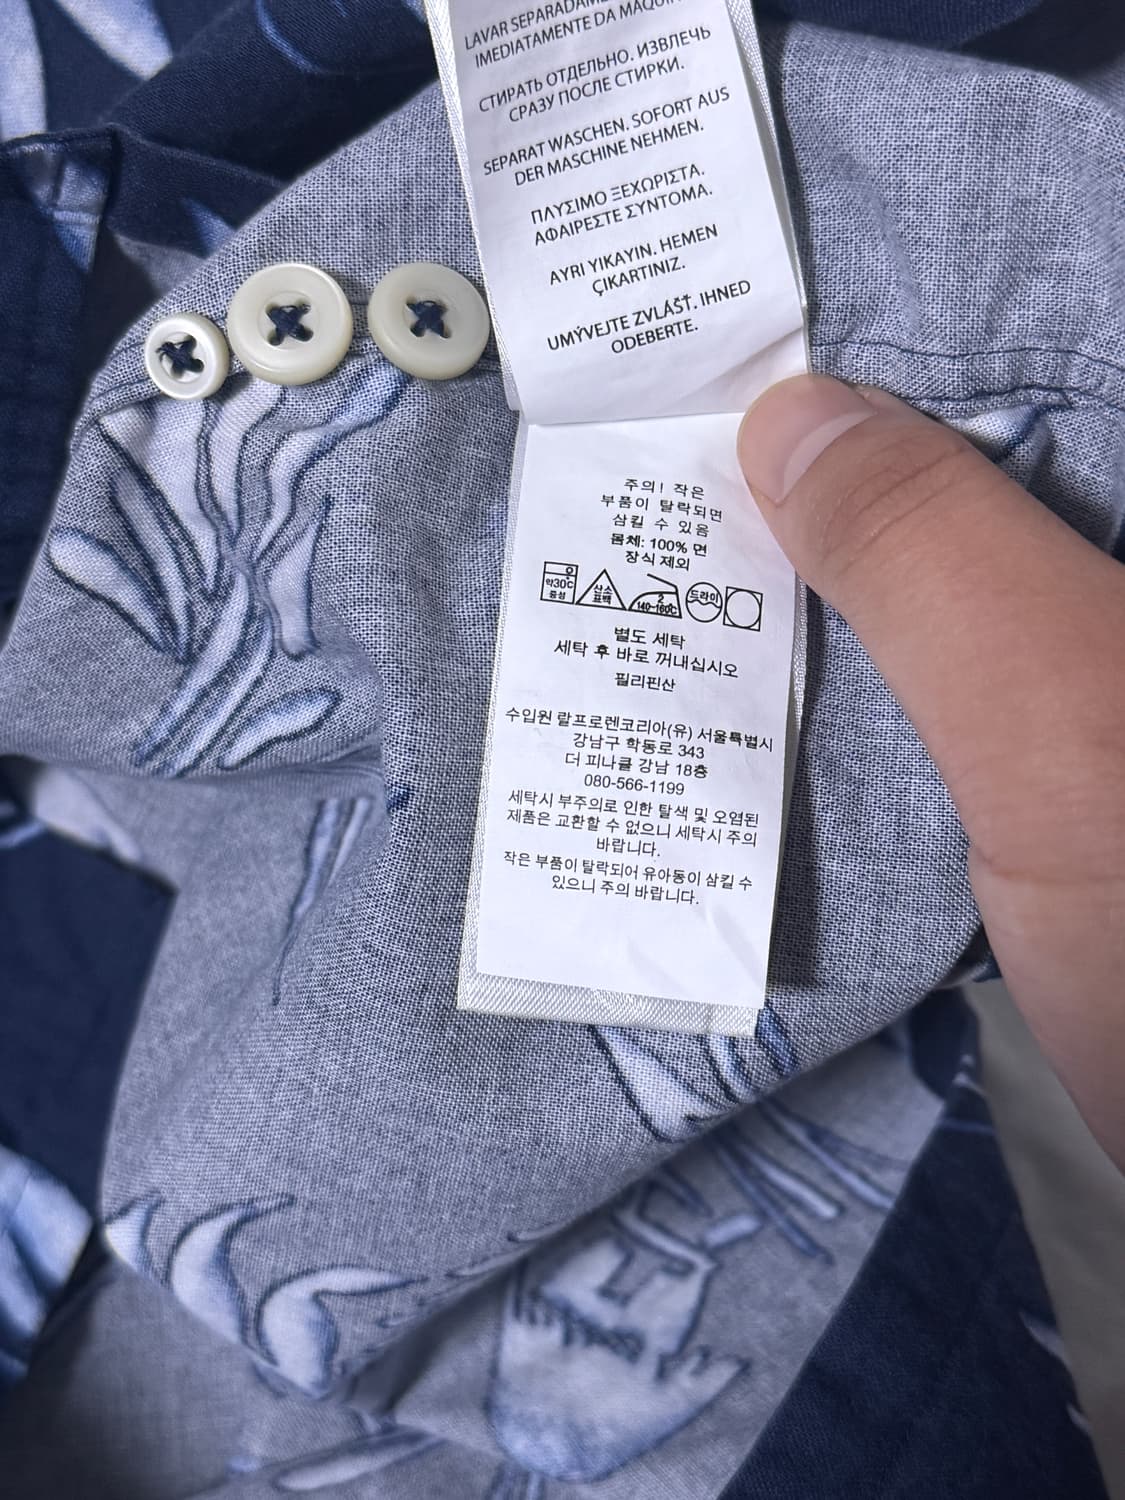 LAVAR SEPARADAME
IMEDIATAMENTE DA MÁQUI
СТИРАТЬ ОТДЕЛЬНО. ИЗВЛЕЧЬ
СРАЗУ ПОСЛЕ СТИРКИ.
SEPARAT WASCHEN. SOFORT AUS
DER MASCHINE NEHMEN.
ΠΛΥΣΙΜΟ ΞΕΧΩΡΙΣΤΑ.
ΑΦΑΙΡΕΣΤΕ ΣΥΝΤΟΜΑ.
AYRI YIKAYIN. HEMEN
ÇIKARTINIZ.
UMÝVEJTE ZVLÁŠŤ. IHNED
ODEBERTE.
주의! 작은
부품이 탈락되면
삼킬 수 있음
몸체: 100% 면
장식 제외
약30℃
중성
산소
표백
2
140~160℃
드라이
별도 세탁
세탁 후 바로 꺼내십시오
필리핀산
수입원 랄프로렌코리아(유) 서울특별시
강남구 학동로 343
더 피나클 강남 18층
080-566-1199
세탁시 부주의로 인한 탈색 및 오염된
제품은 교환할 수 없으니 세탁시 주의
바랍니다.
작은 부품이 탈락되어 유아동이 삼킬 수
있으니 주의 바랍니다.